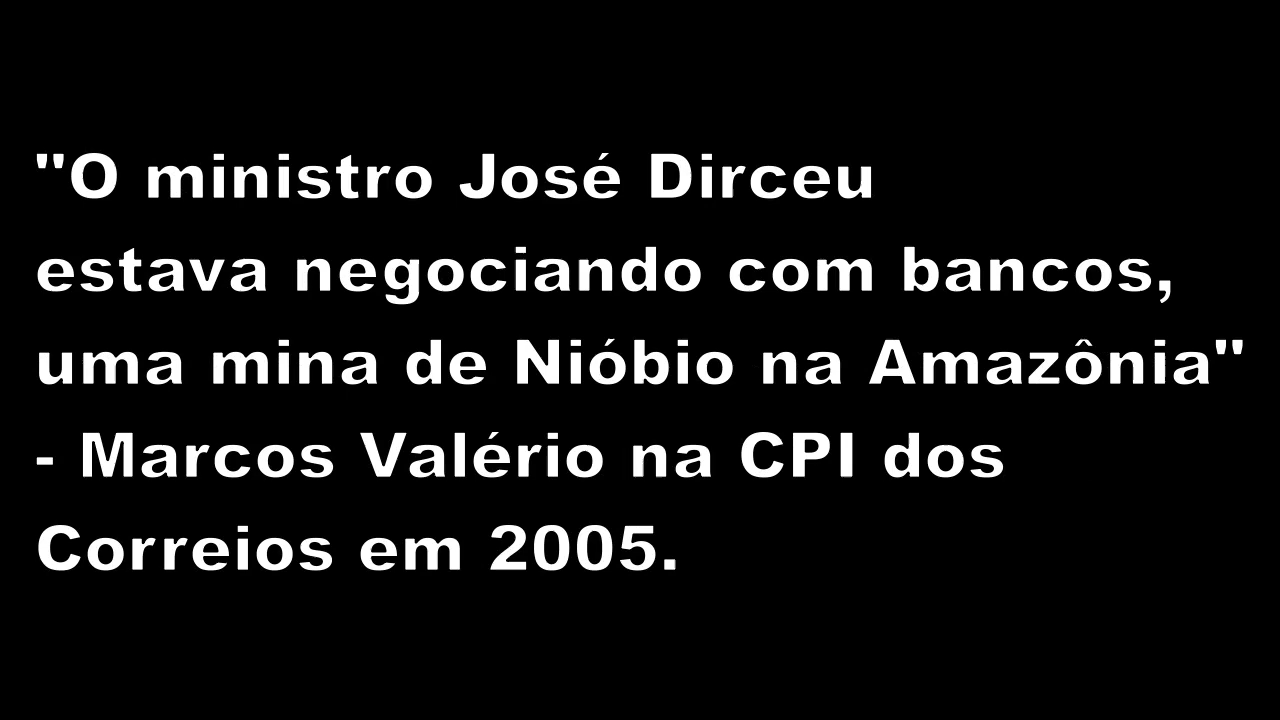 "O ministro José Dirceu
estava negociando com bancos,
uma mina de Nióbio na Amazônia"
- Marcos Valério na CPI dos
Correios em 2005.